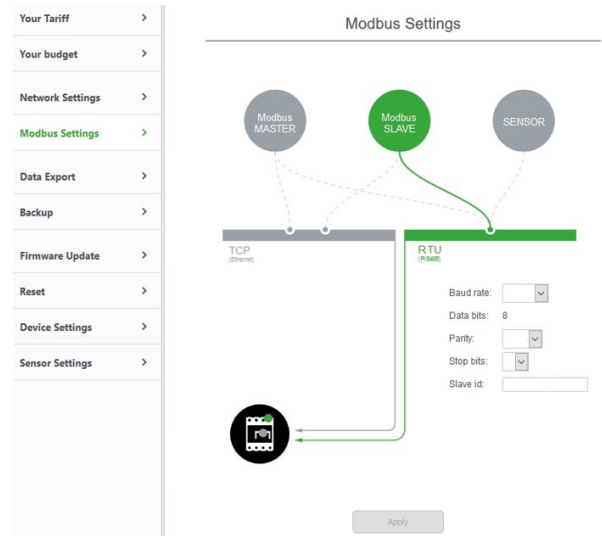 Your Tariff
Your budget
Network Settings
Modbus Settings
Data Export
Backup
Firmware Update
Reset
Device Settings
Sensor Settings
Modbus Settings
Modbus
MASTER
Modbus
SLAVE
SENSOR
TCP
(Ethernet)
RTU
(RS485)
Baud rate:
Data bits: 8
Parity:
Stop bits:
Slave id:
Apply